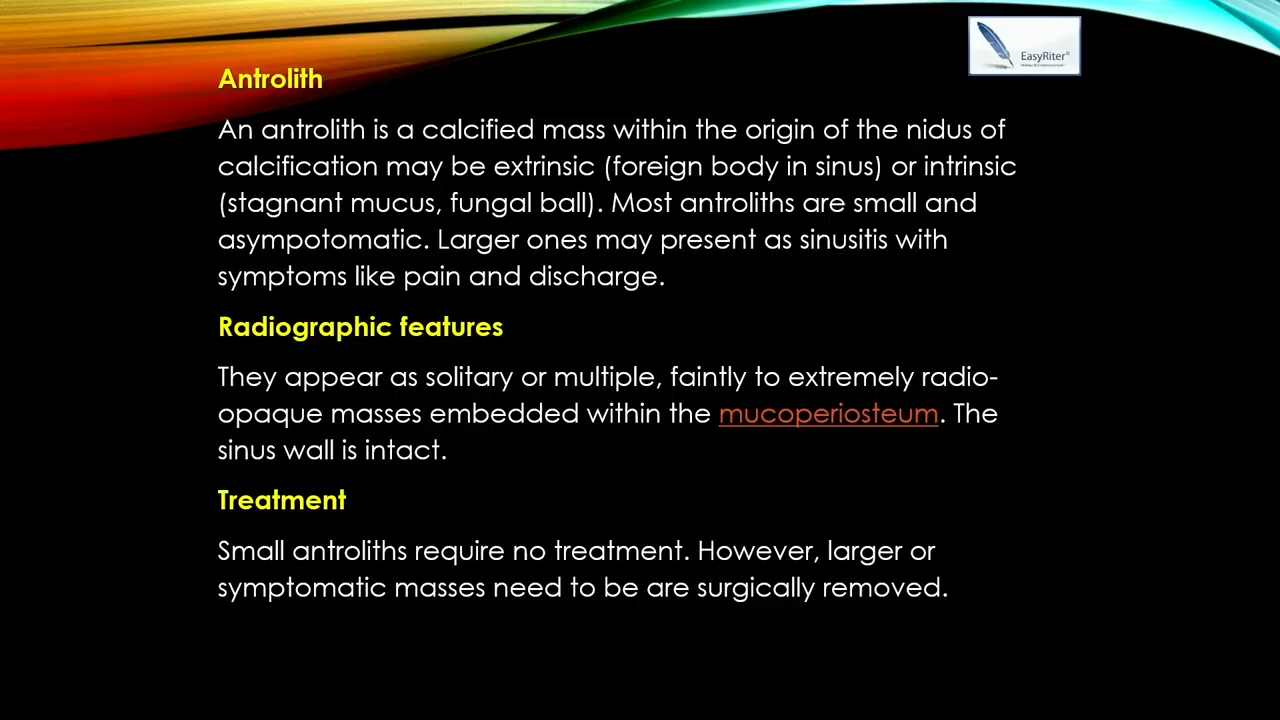 EasyRiter©
Antrolith
An antrolith is a calcified mass within the origin of the nidus of
calcification may be extrinsic (foreign body in sinus) or intrinsic
(stagnant mucus, fungal ball). Most antroliths are small and
asympotomatic. Larger ones may present as sinusitis with
symptoms like pain and discharge.
Radiographic features
They appear as solitary or multiple, faintly to extremely radio-
opaque masses embedded within the mucoperiosteum. The
sinus wall is intact.
Treatment
Small antroliths require no treatment. However, larger or
symptomatic masses need to be are surgically removed.